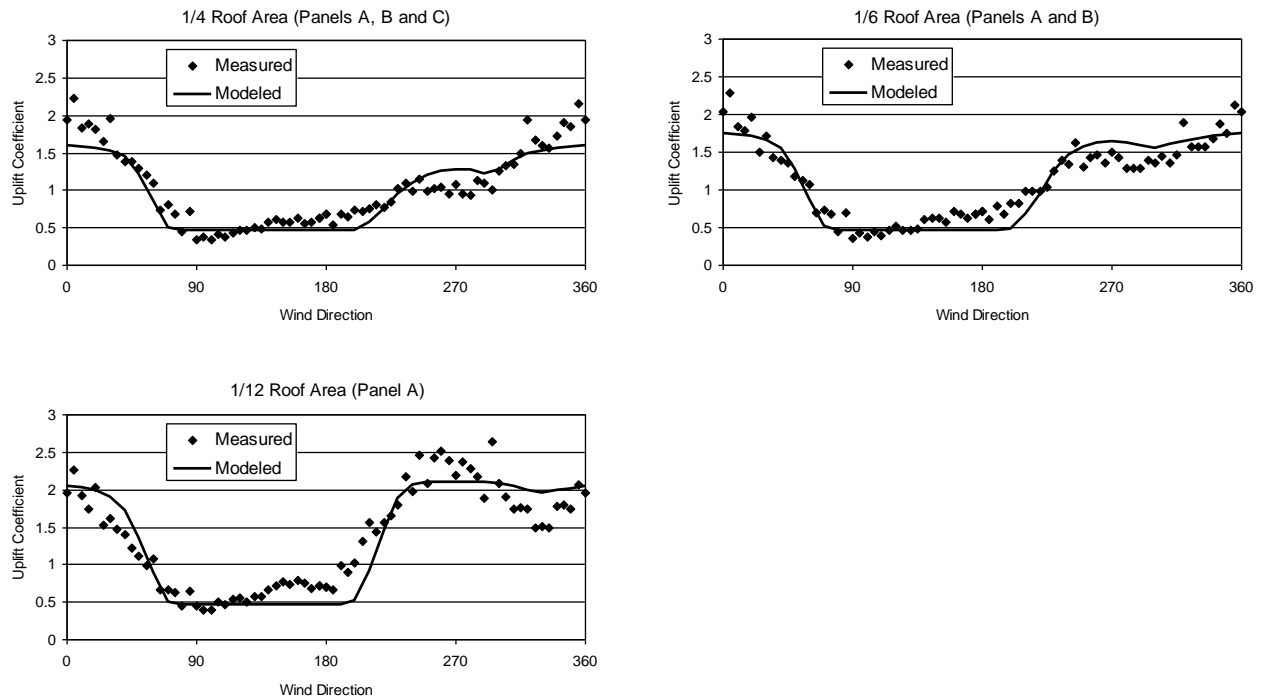 1/4 Roof Area (Panels A, B and C)
3
2.5
2
1.5
1
0.5
0
Uplift Coefficient
Measured
Modeled
0 90 180 270 360
Wind Direction
1/6 Roof Area (Panels A and B)
3
2.5
2
1.5
1
0.5
0
Uplift Coefficient
Measured
Modeled
0 90 180 270 360
Wind Direction
1/12 Roof Area (Panel A)
3
2.5
2
1.5
1
0.5
0
Uplift Coefficient
Measured
Modeled
0 90 180 270 360
Wind Direction